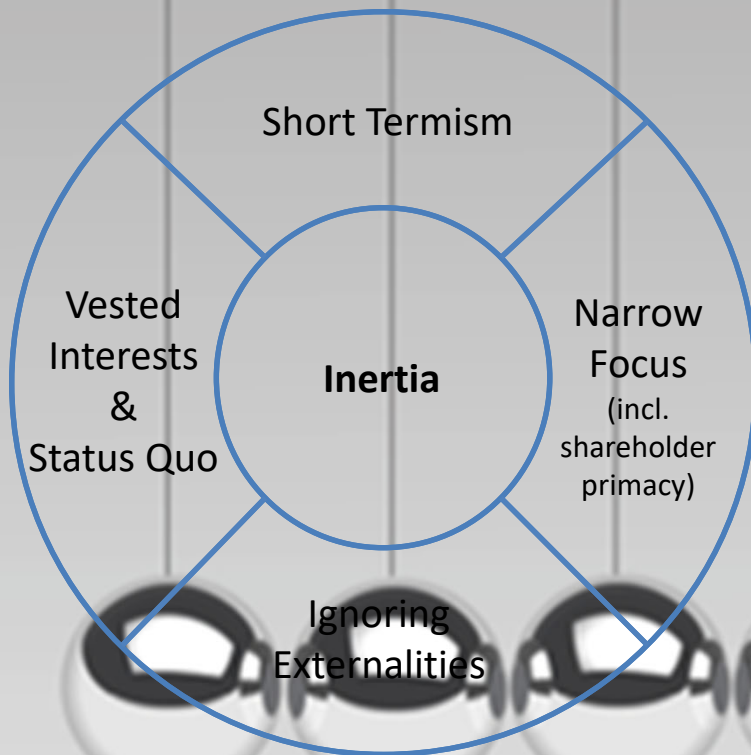 Short Termism
Vested
Interests
&
Status Quo
Inertia
Narrow
Focus
(incl.
shareholder
primacy)
Ignoring
Externalities